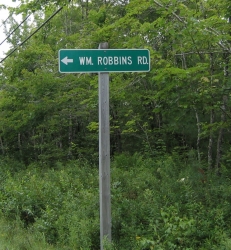 ← WM. ROBBINS RD.